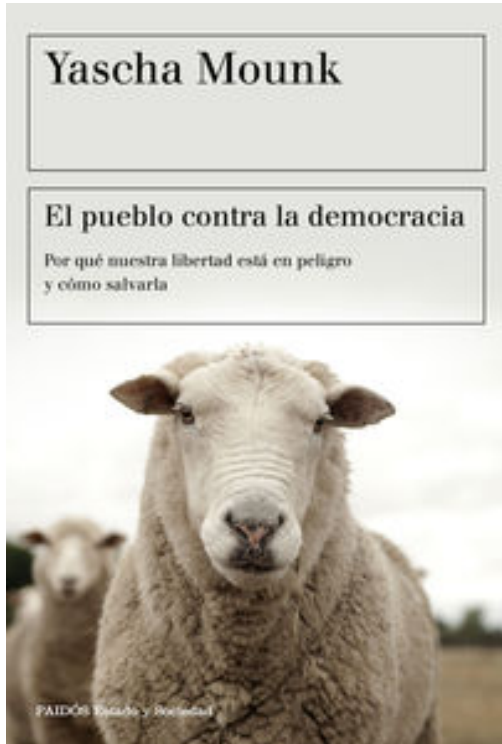 Yascha Mounk
El pueblo contra la democracia
Por qué nuestra libertad está en peligro
y cómo salvarla
PAIDÓS Estado y Sociedad